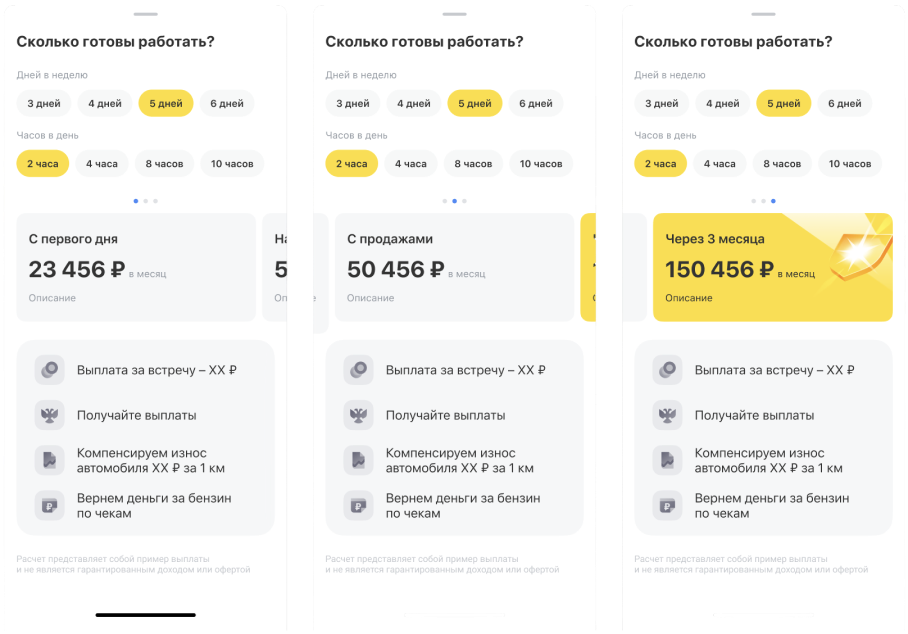 Сколько готовы работать?
Дней в неделю
3 дней 4 дней 5 дней 6 дней
Часов в день
2 часа 4 часа 8 часов 10 часов
С первого дня
23 456 ₽ в месяц
Описание
Выплата за встречу – XX ₽
Получайте выплаты
Компенсируем износ
автомобиля XX ₽ за 1 км
Вернем деньги за бензин
по чекам
Расчет представляет собой пример выплаты
и не является гарантированным доходом или офертой
Сколько готовы работать?
Дней в неделю
3 дней 4 дней 5 дней 6 дней
Часов в день
2 часа 4 часа 8 часов 10 часов
С продажами
50 456 ₽ в месяц
Описание
Выплата за встречу – XX ₽
Получайте выплаты
Компенсируем износ
автомобиля XX ₽ за 1 км
Вернем деньги за бензин
по чекам
Расчет представляет собой пример выплаты
и не является гарантированным доходом или офертой
Сколько готовы работать?
Дней в неделю
3 дней 4 дней 5 дней 6 дней
Часов в день
2 часа 4 часа 8 часов 10 часов
Через 3 месяца
150 456 ₽ в месяц
Описание
Выплата за встречу – XX ₽
Получайте выплаты
Компенсируем износ
автомобиля XX ₽ за 1 км
Вернем деньги за бензин
по чекам
Расчет представляет собой пример выплаты
и не является гарантированным доходом или офертой